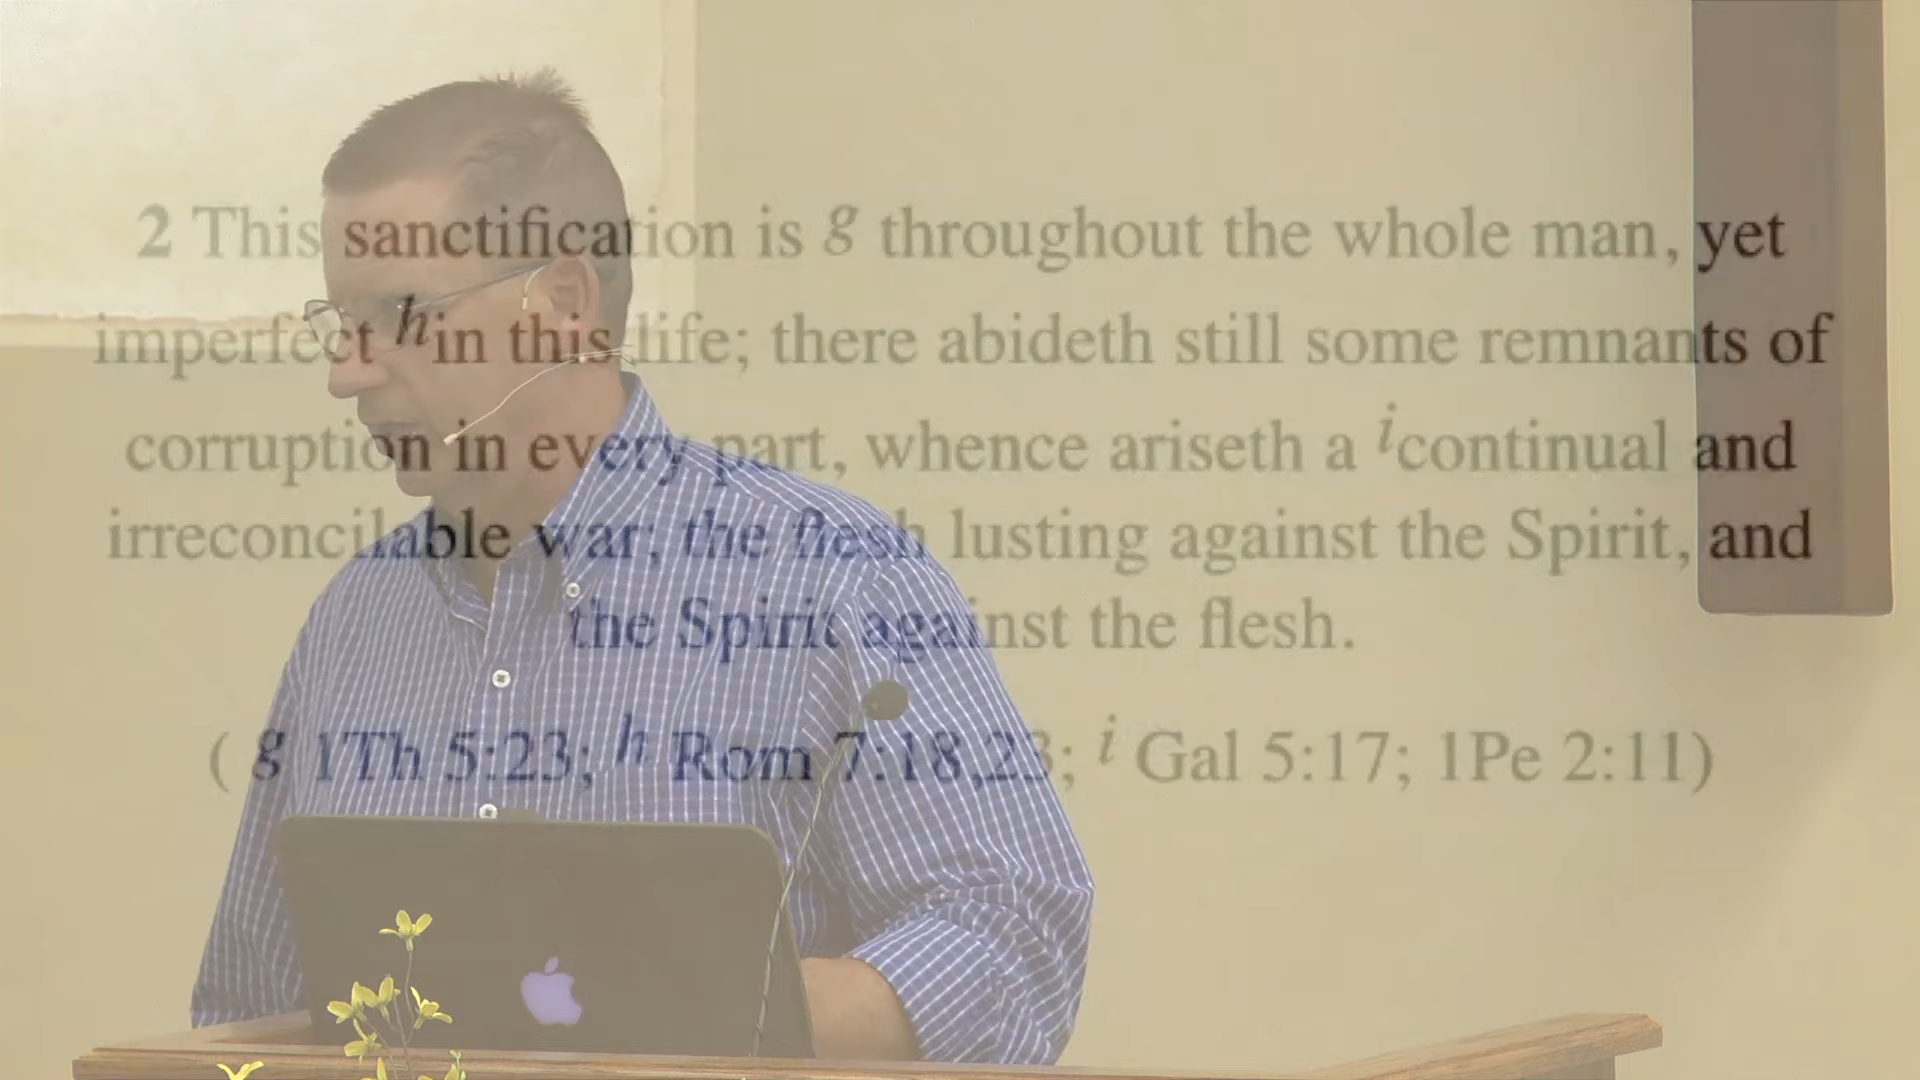 2 This sanctification is g throughout the whole man, yet
imperfect h in this life; there abideth still some remnants of
corruption in every part, whence ariseth a i continual and
irreconcilable war; the flesh lusting against the Spirit, and
the Spirit against the flesh.
( g 1Th 5:23; h Rom 7:18,23; i Gal 5:17; 1Pe 2:11)